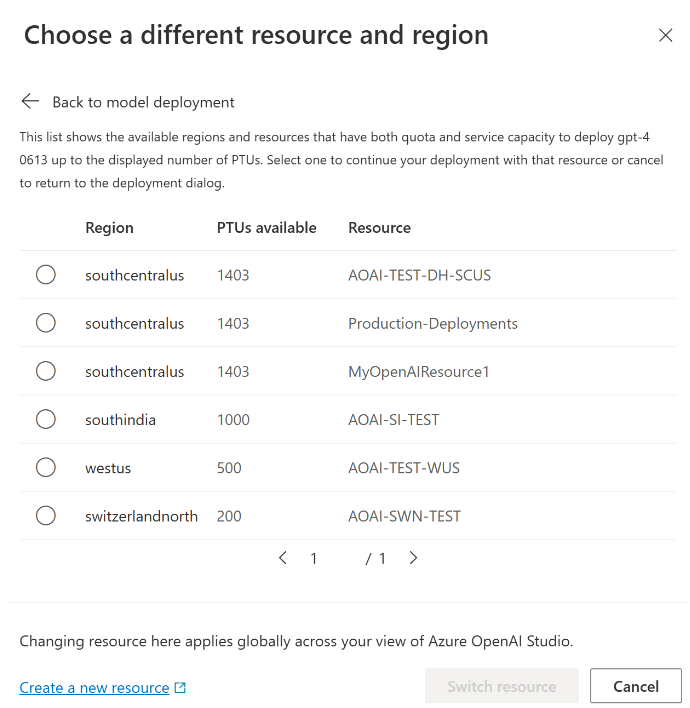 Choose a different resource and region
Back to model deployment
This list shows the available regions and resources that have both quota and service capacity to deploy gpt-4
0613 up to the displayed number of PTUs. Select one to continue your deployment with that resource or cancel
to return to the deployment dialog.
Region PTUs available Resource
southcentralus 1403 AOAI-TEST-DH-SCUS
southcentralus 1403 Production-Deployments
southcentralus 1403 MyOpenAIResource1
southindia 1000 AOAI-SI-TEST
westus 500 AOAI-TEST-WUS
switzerlandnorth 200 AOAI-SWN-TEST
1 / 1
Changing resource here applies globally across your view of Azure OpenAI Studio.
Create a new resource Switch resource Cancel